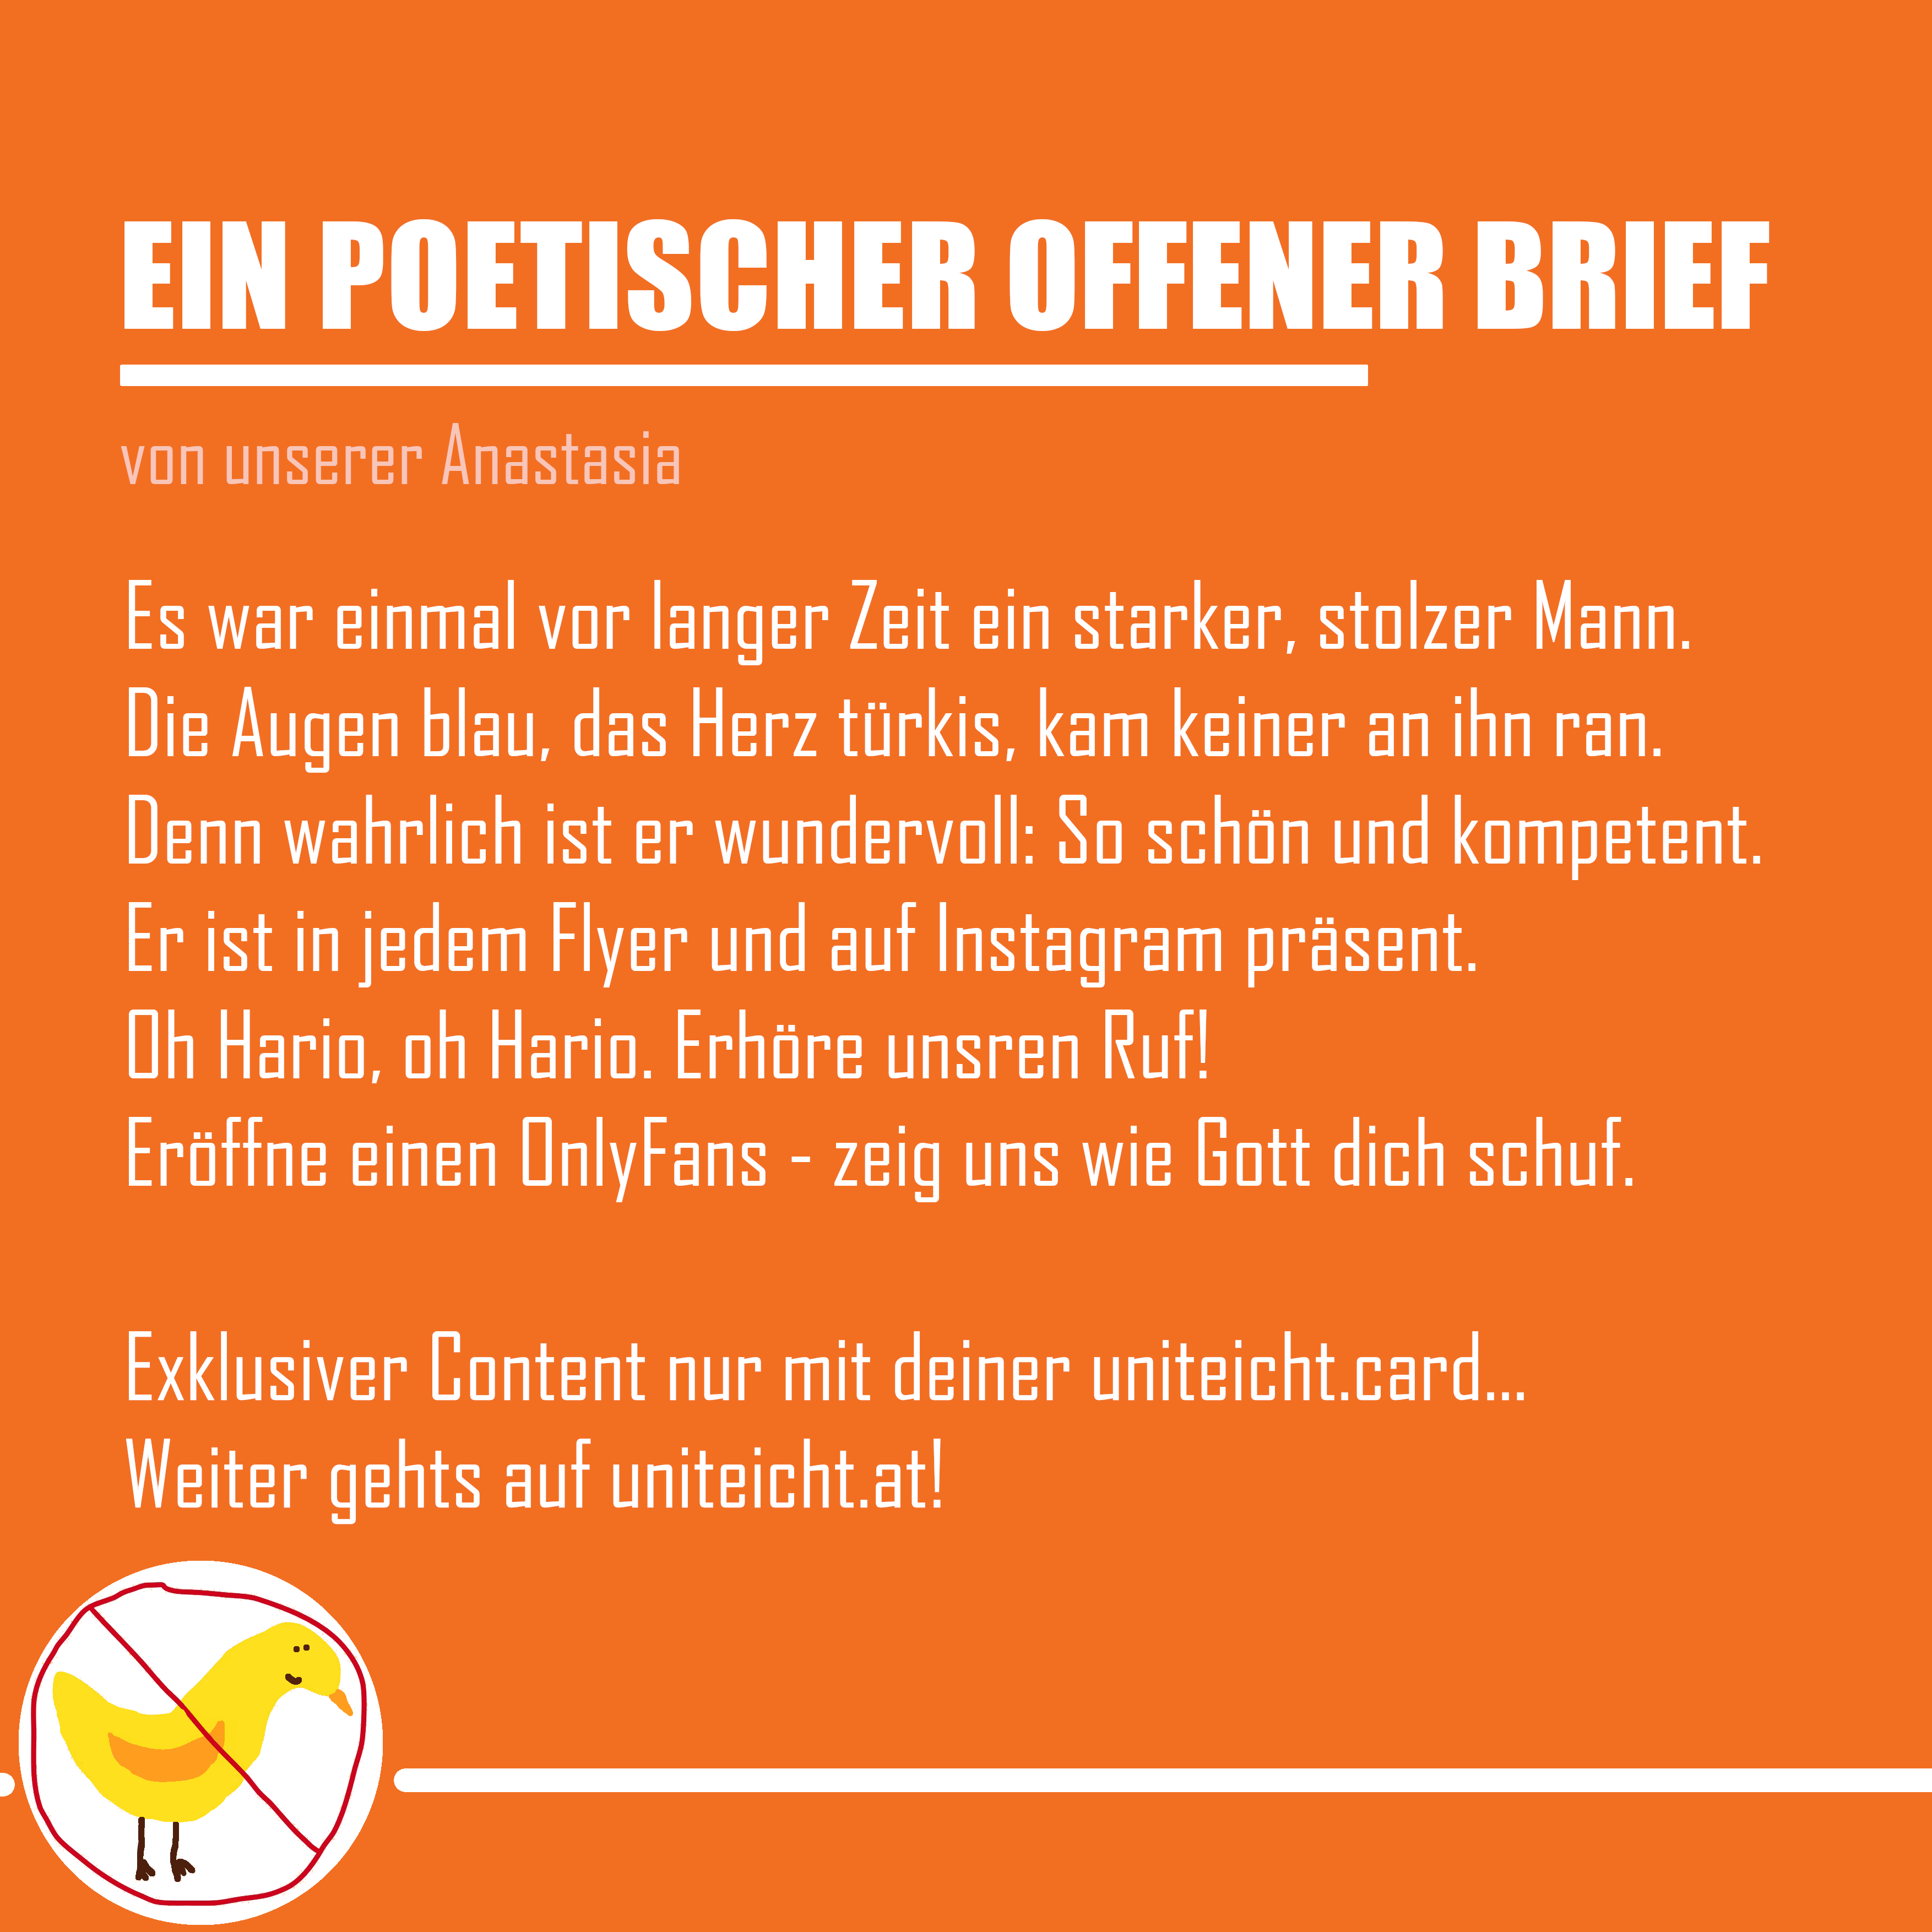 EIN POETISCHER OFFENER BRIEF
von unserer Anastasia
Es war einmal vor langer Zeit ein starker, stolzer Mann.
Die Augen blau, das Herz türkis, kam keiner an ihn ran.
Denn wahrlich ist er wundervoll: So schön und kompetent.
Er ist in jedem Flyer und auf Instagram präsent.
Oh Hario, oh Hario. Erhöre unsren Ruf!
Eröffne einen OnlyFans - zeig uns wie Gott dich schuf.
Exklusiver Content nur mit deiner uniteicht.card...
Weiter gehts auf uniteicht.at!